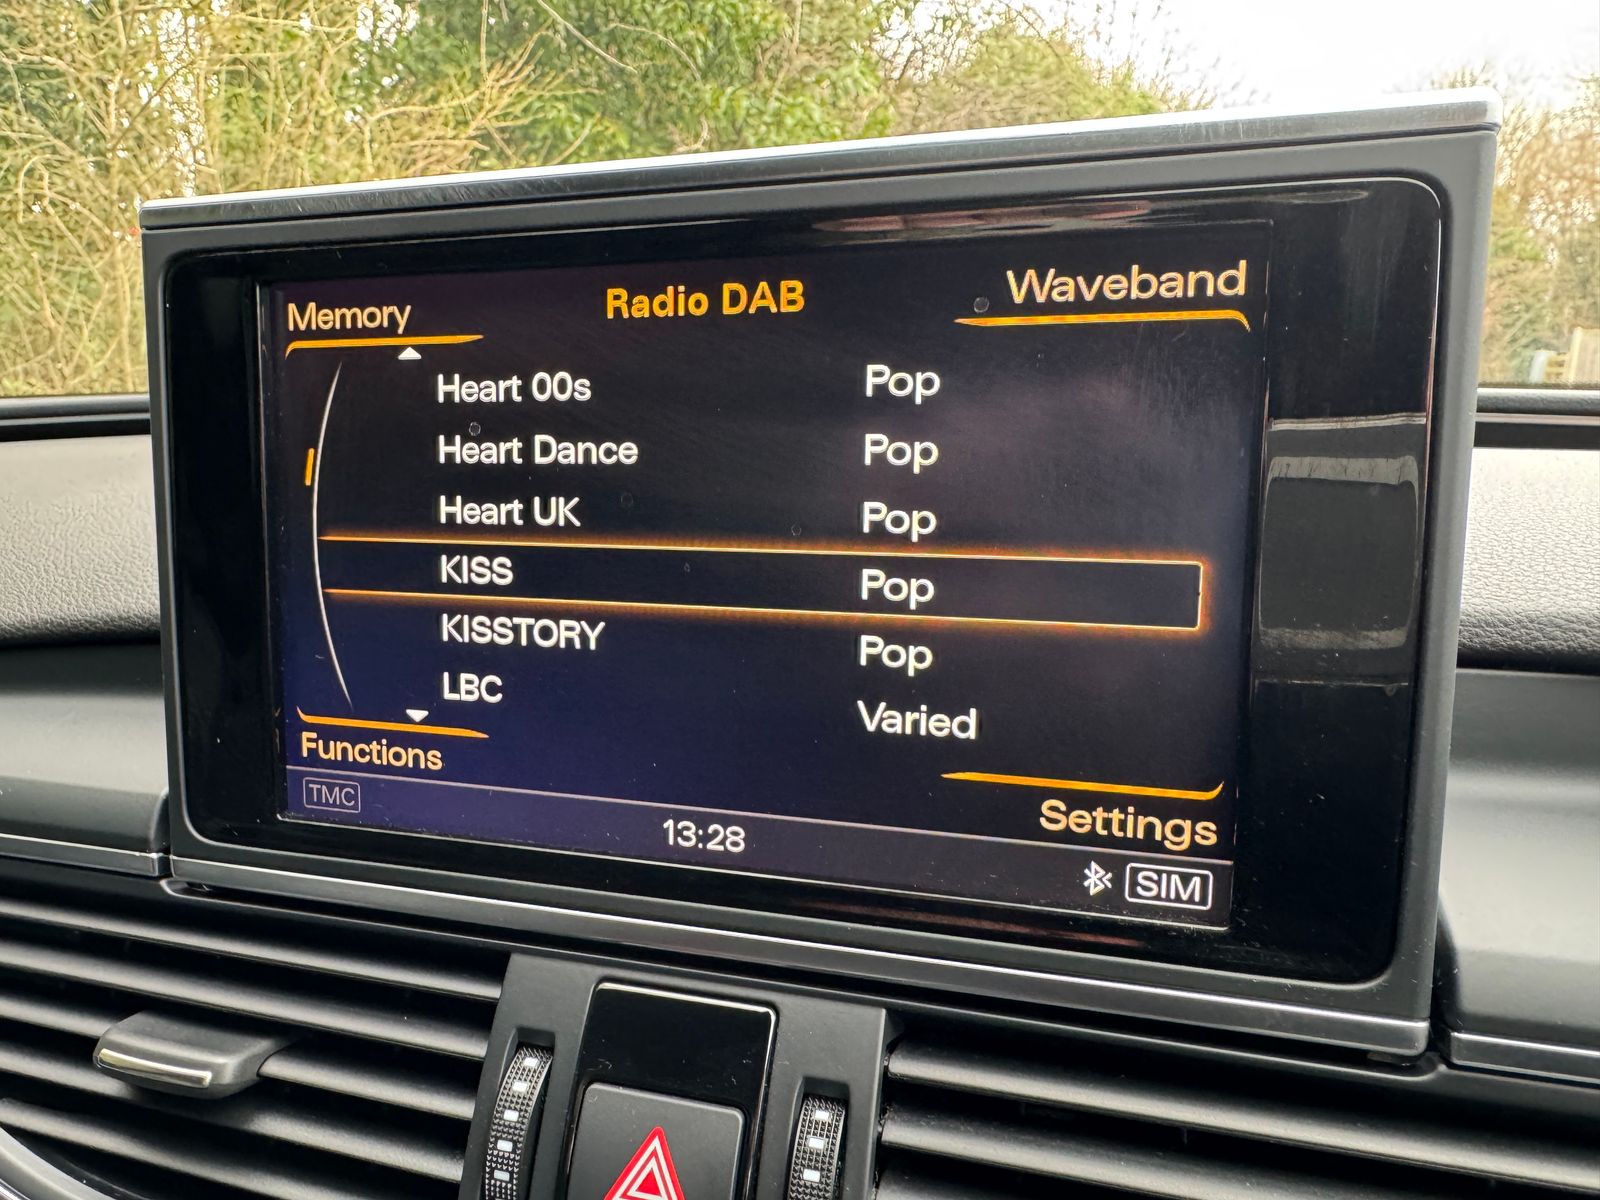 Memory Radio DAB Waveband
Heart 00s Pop
Heart Dance Pop
Heart UK Pop
KISS Pop
KISSTORY Pop
LBC Varied
Functions Settings
TMC 13:28 SIM